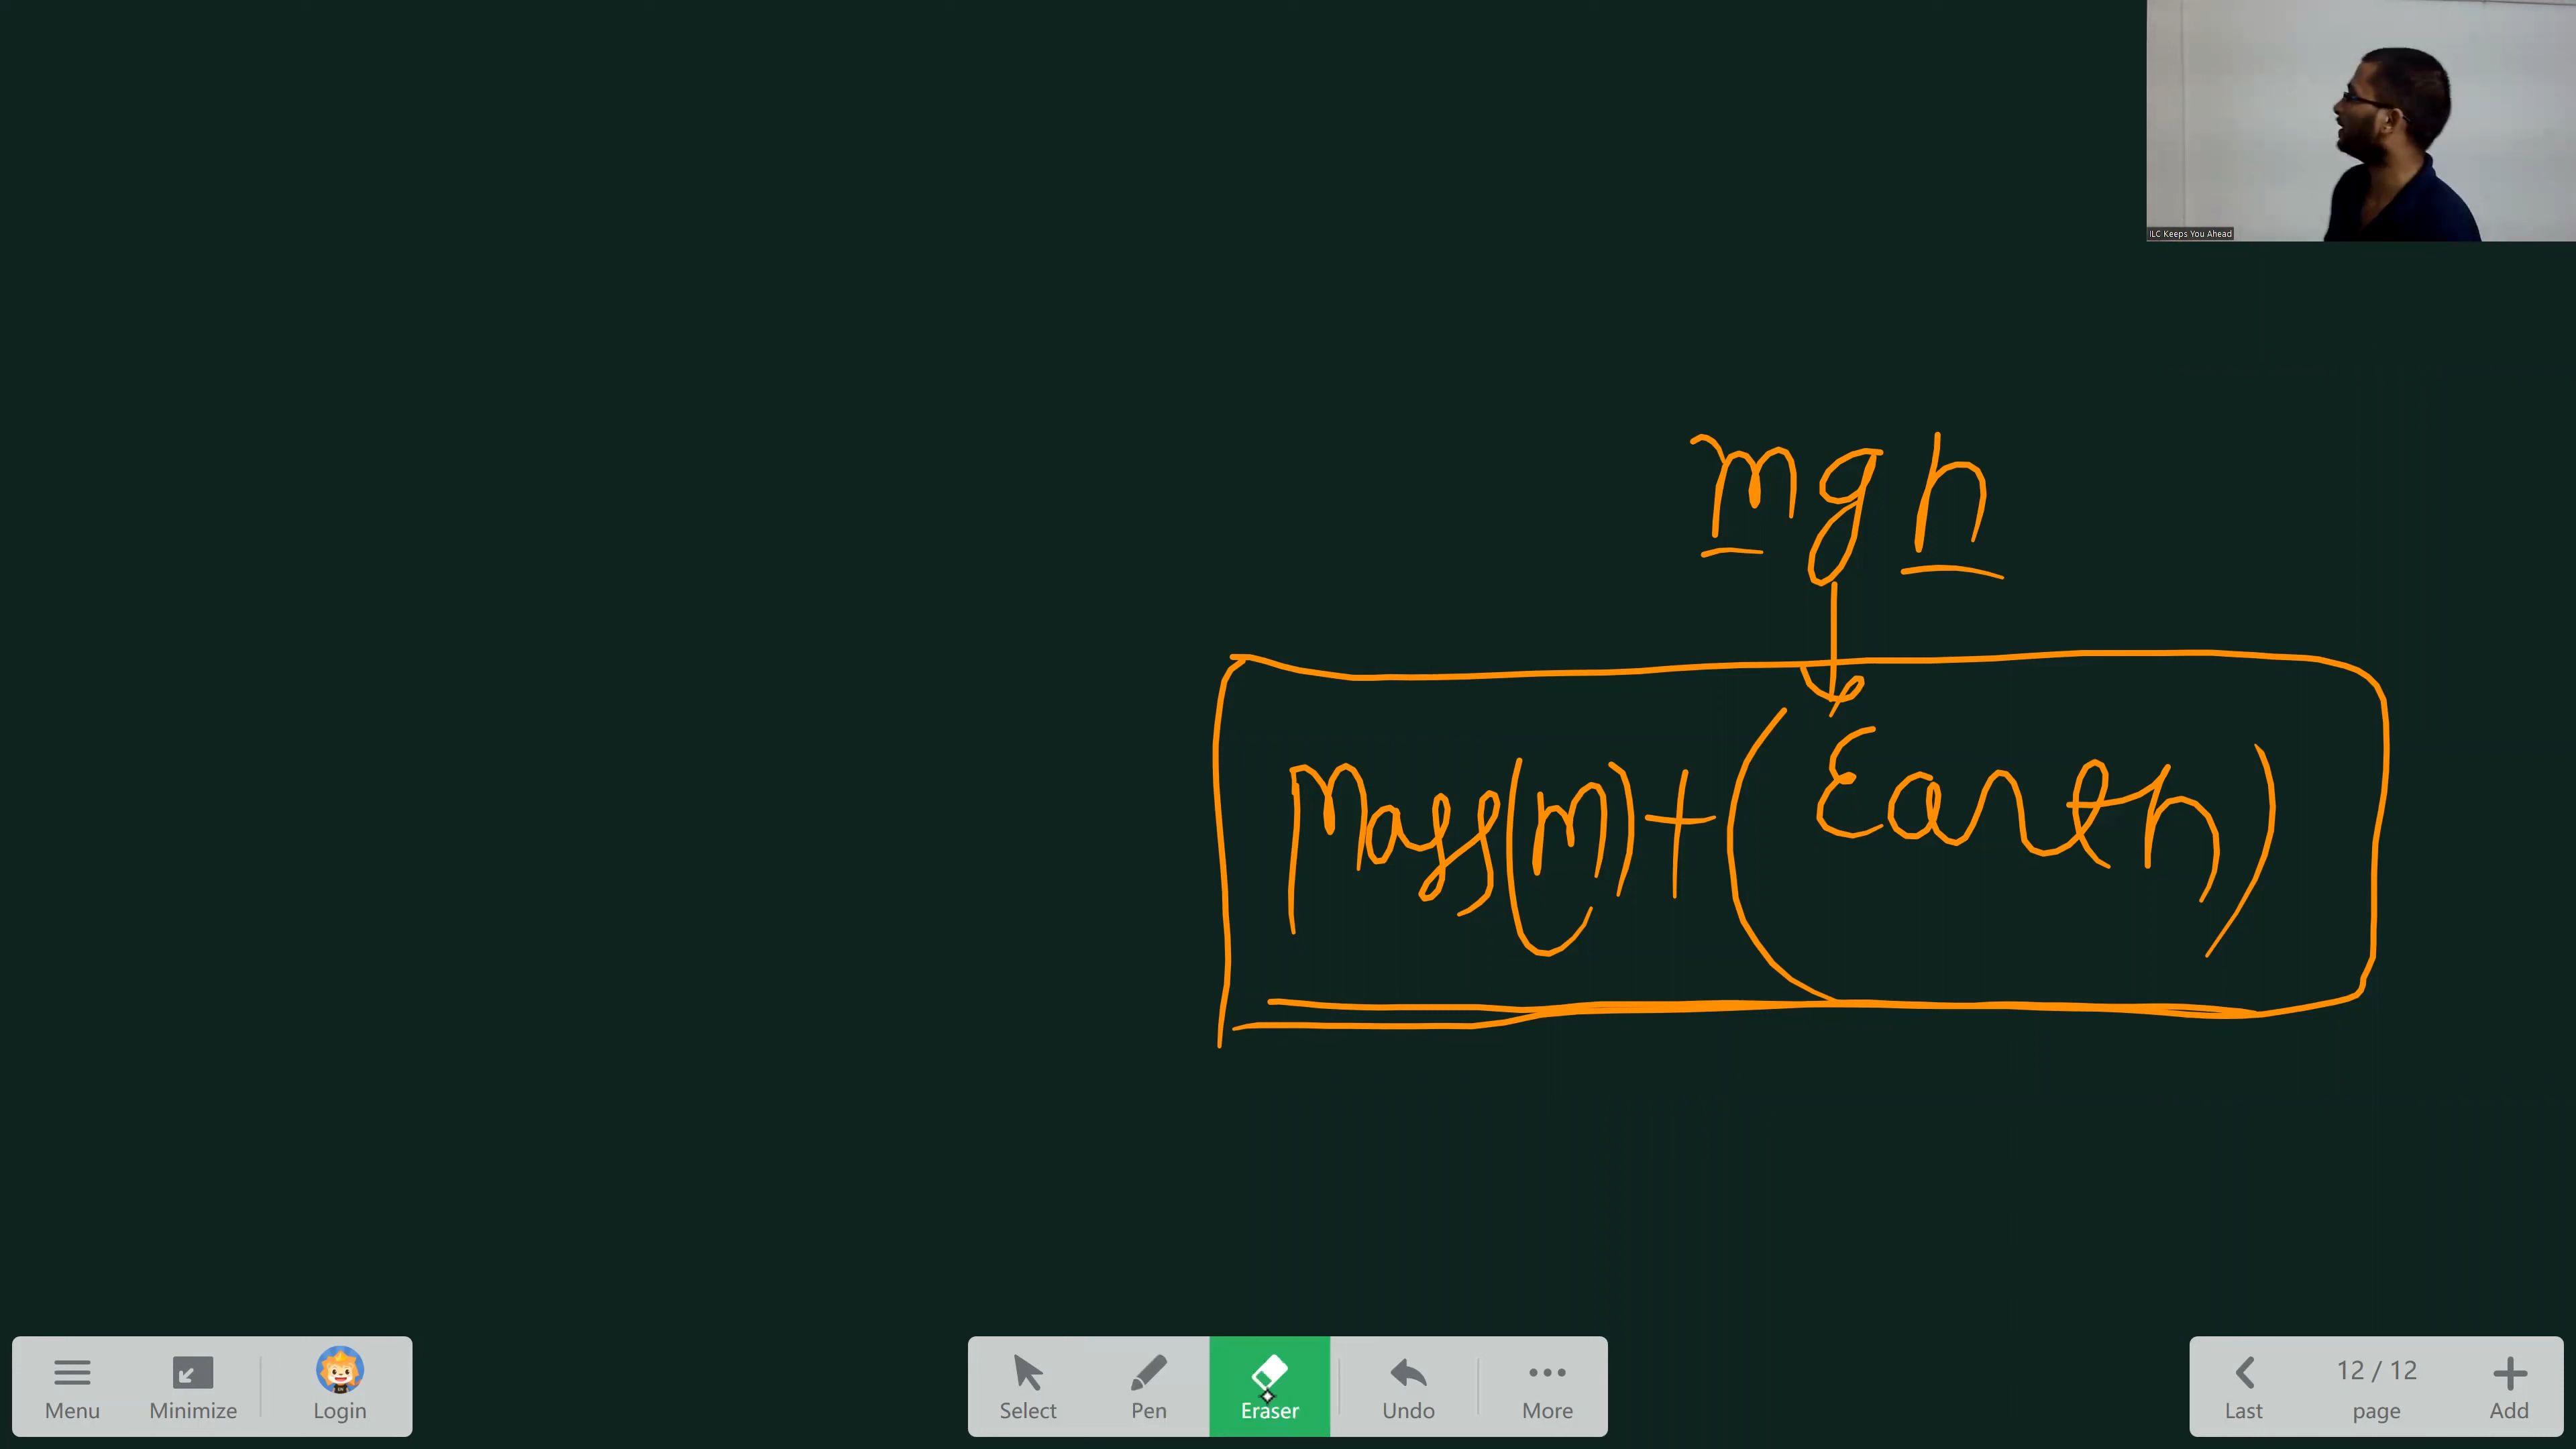 ILC Keeps You Ahead
mgh
Mass(m)+(Earth)
Menu Minimize Login Select Pen Eraser Undo More Last 12 / 12 page Add